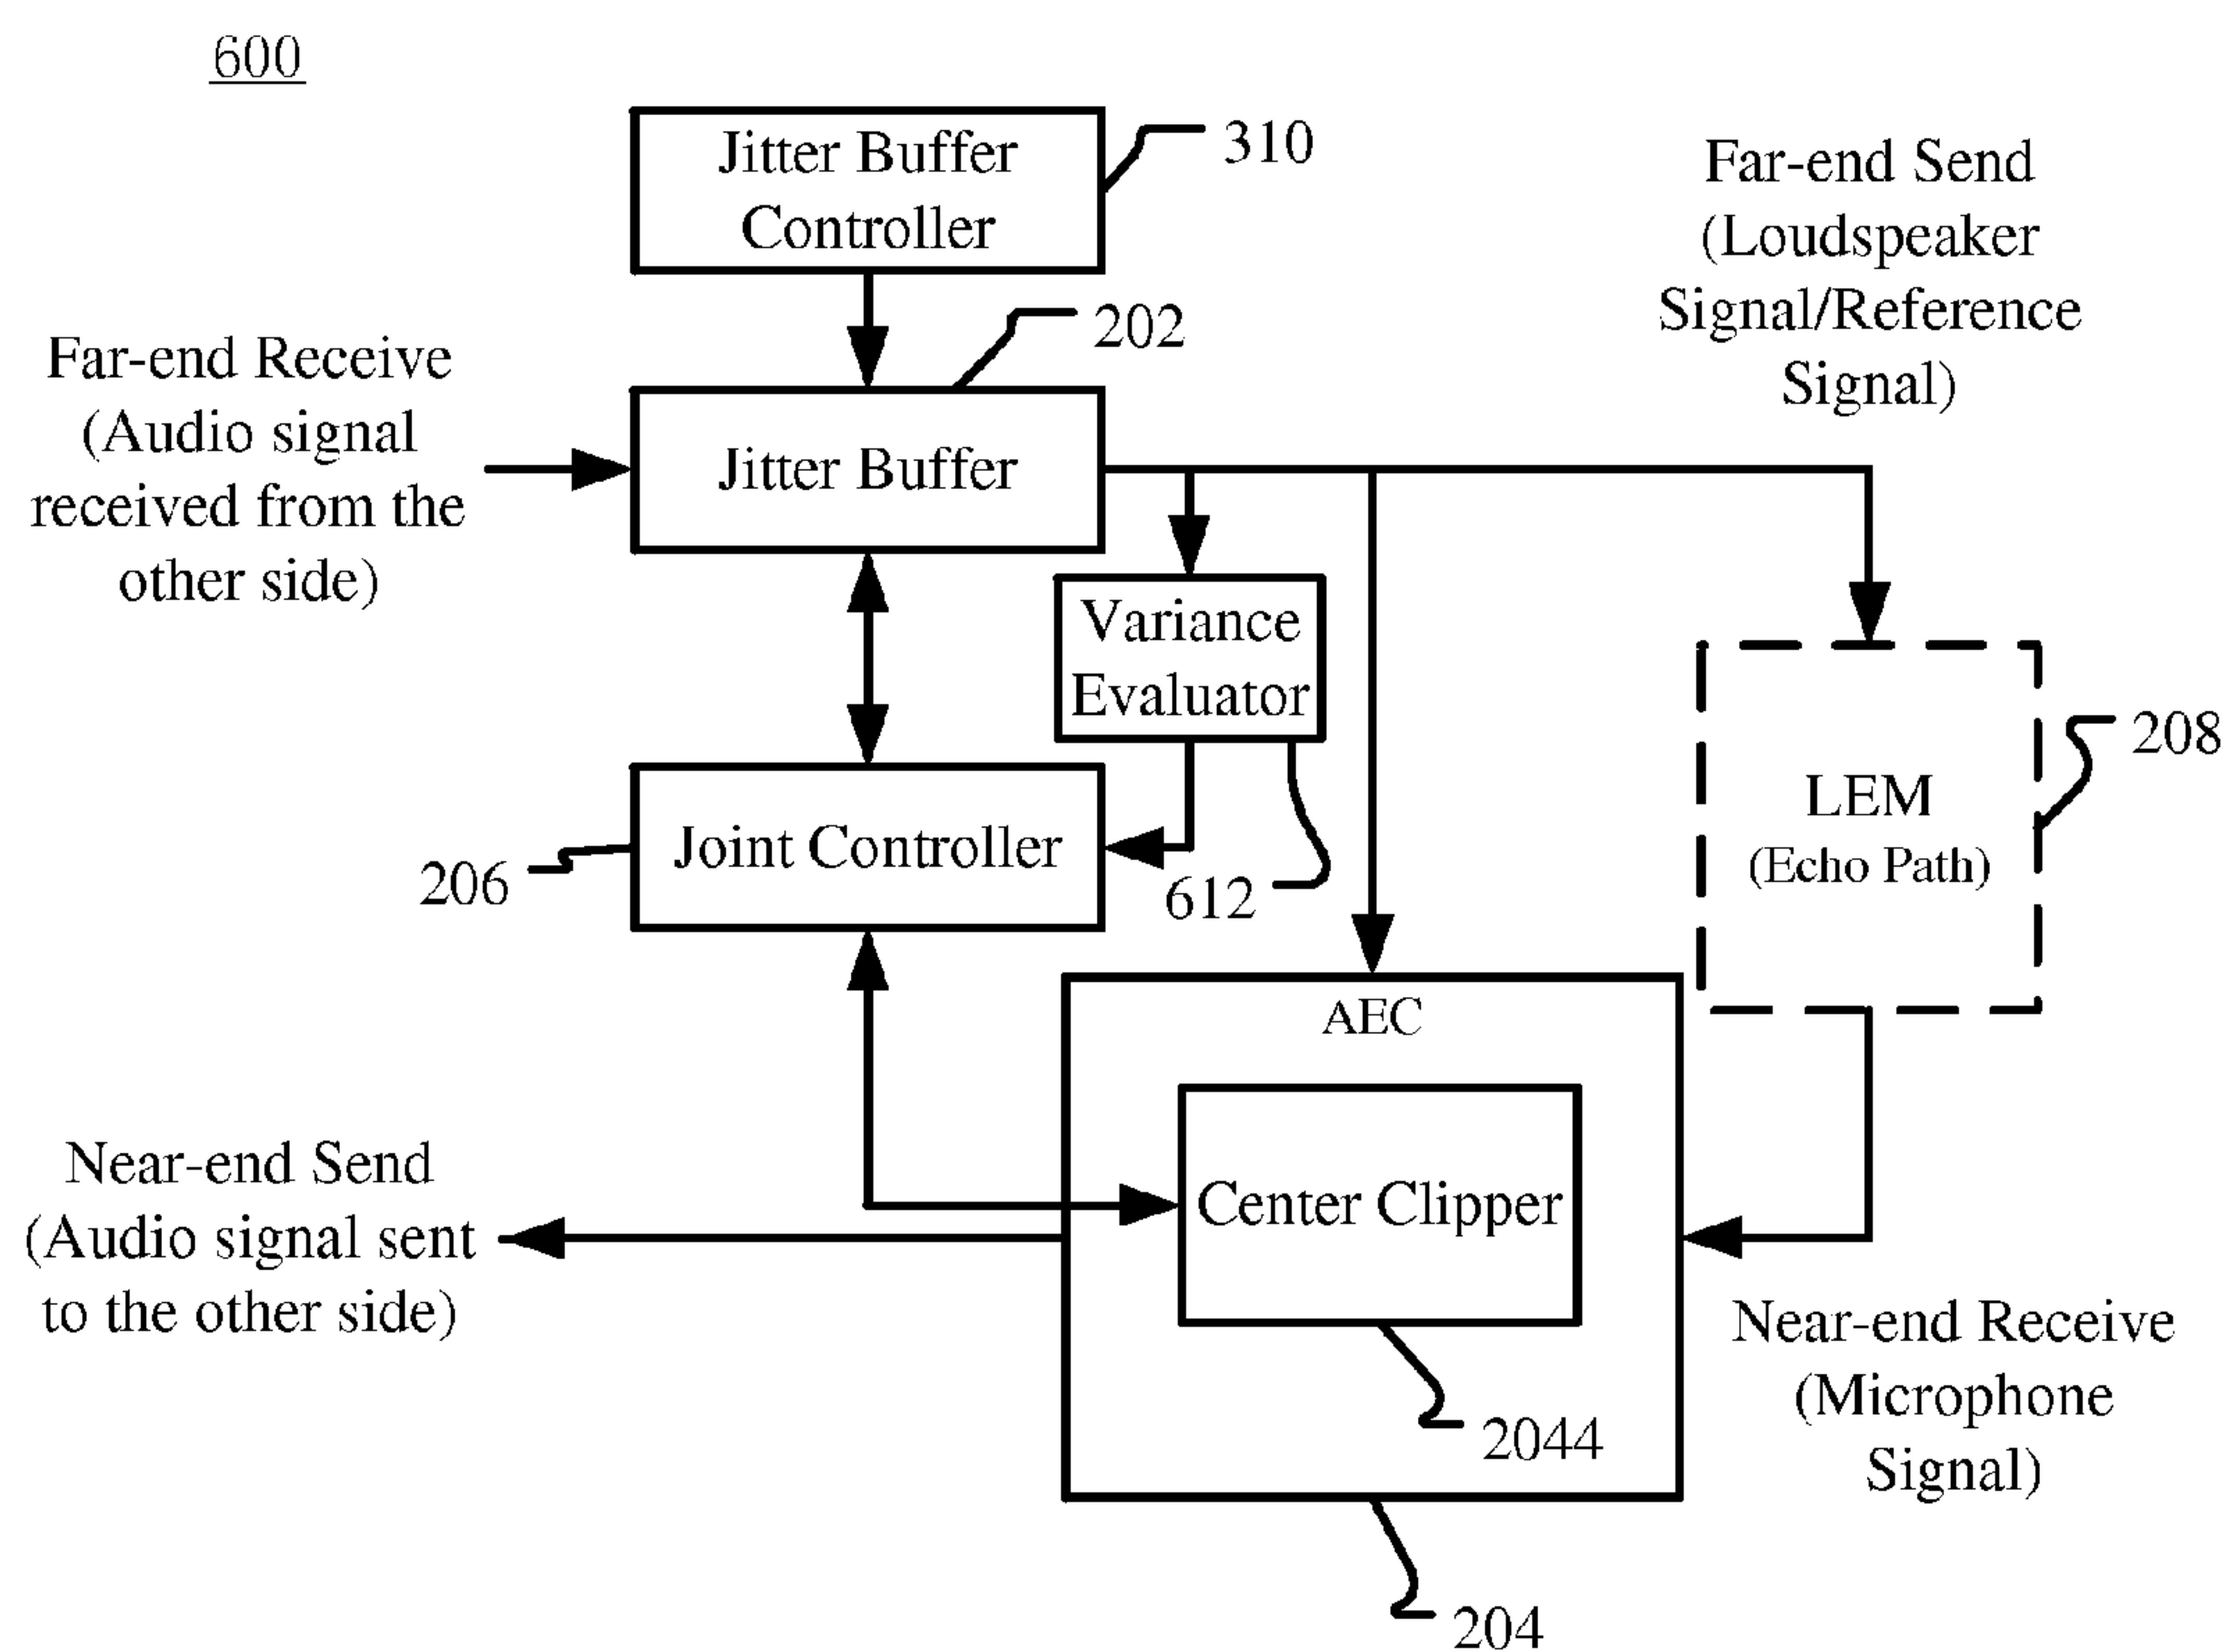 600
Jitter Buffer
Controller
310
Far-end Send
(Loudspeaker
Signal/Reference
Signal)
202
Far-end Receive
(Audio signal
received from the
other side)
Jitter Buffer
Variance
Evaluator
208
LEM
(Echo Path)
Joint Controller
206
612
AEC
Center Clipper
Near-end Send
(Audio signal sent
to the other side)
Near-end Receive
(Microphone
Signal)
2044
204